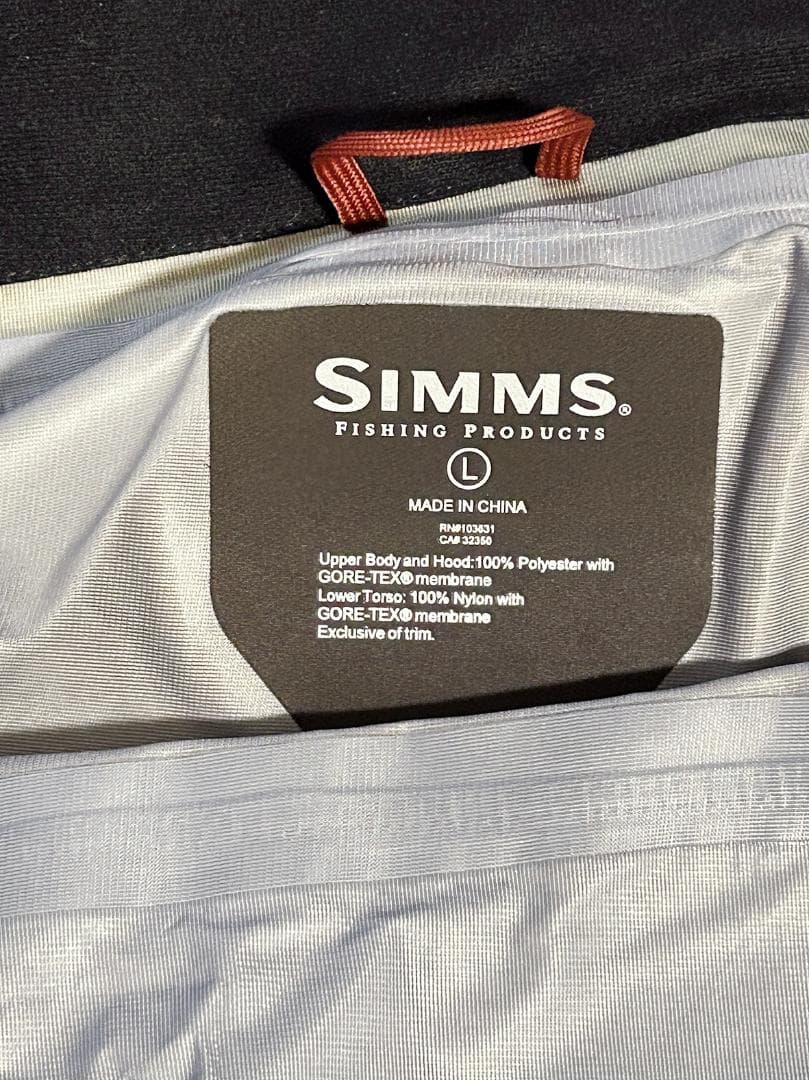 SIMMS®
FISHING PRODUCTS
L
MADE IN CHINA
RN#103631
CA# 32350
Upper Body and Hood:100% Polyester with
GORE-TEX® membrane
Lower Torso: 100% Nylon with
GORE-TEX® membrane
Exclusive of trim.